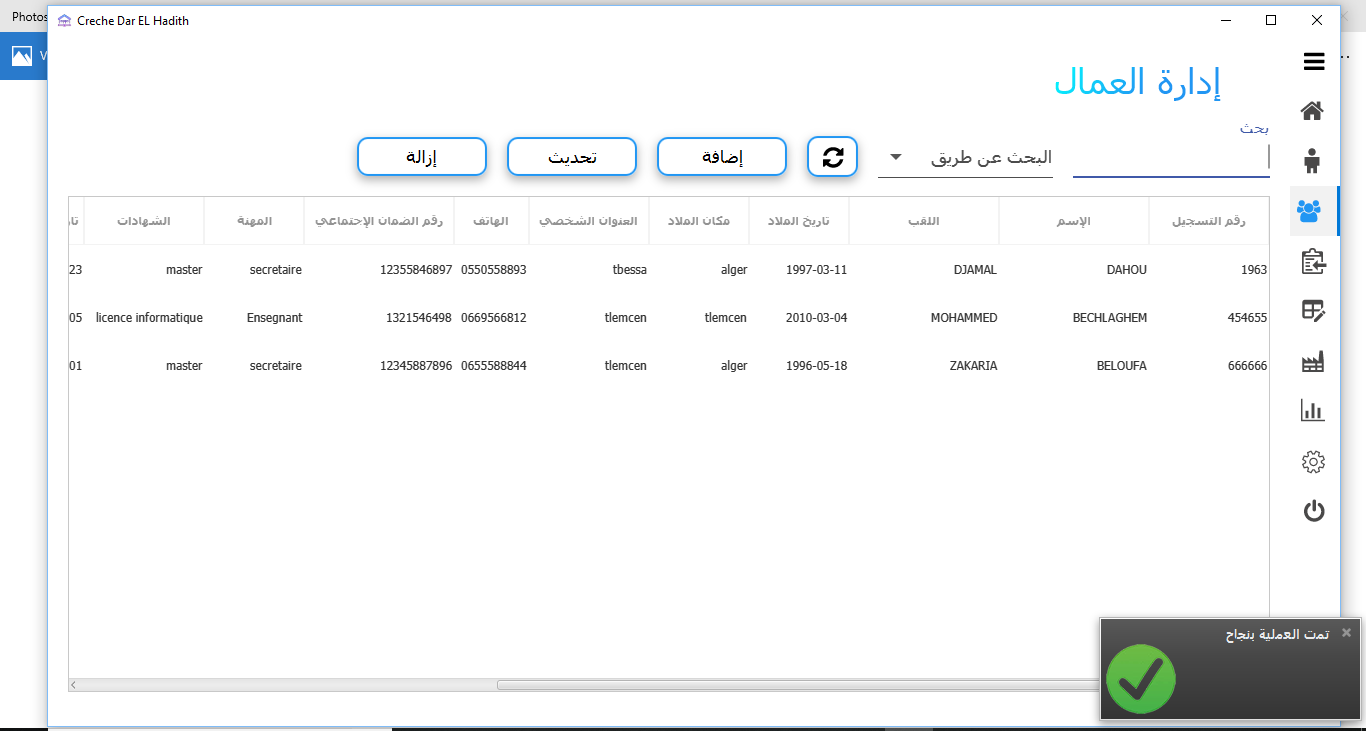 Photos
Creche Dar EL Hadith
إدارة العمال
بحث
البحث عن طريق
إضافة
تحديث
إزالة
رقم التسجيل الإسم اللقب تاريخ الملاد مكان الملاد العنوان الشخصي الهاتف رقم الضمان الإجتماعي المهنة الشهادات تار
1963 DAHOU DJAMAL 1997-03-11 alger tbessa 0550558893 12355846897 secretaire master 23
454655 BECHLAGHEM MOHAMMED 2010-03-04 tlemcen tlemcen 0669566812 1321546498 Ensegnant licence informatique 05
666666 BELOUFA ZAKARIA 1996-05-18 alger tlemcen 0655588844 12345887896 secretaire master 01
تمت العملية بنجاح